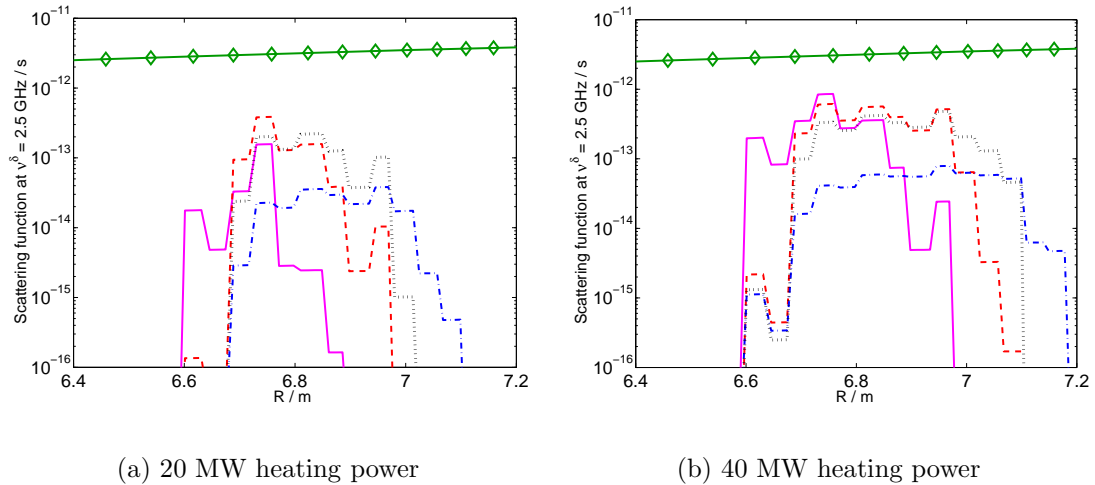 Scattering function at ν^δ = 2.5 GHz / s
10^-11
10^-12
10^-13
10^-14
10^-15
10^-16
6.4 6.6 6.8 7 7.2
R / m
(a) 20 MW heating power
Scattering function at ν^δ = 2.5 GHz / s
10^-11
10^-12
10^-13
10^-14
10^-15
10^-16
6.4 6.6 6.8 7 7.2
R / m
(b) 40 MW heating power